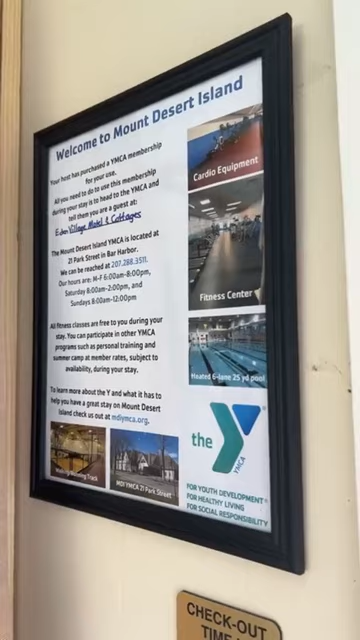 Welcome to Mount Desert Island
Your host has purchased a YMCA membership
for your use.
All you need to do to use this membership
during your stay is to head to the YMCA and
tell them you are a guest at:
Eden Village Motel & Cottages
The Mount Desert Island YMCA is located at
21 Park Street in Bar Harbor.
We can be reached at 207.288.3511.
Our hours are: M-F 6:00am-8:00pm,
Saturday 8:00am-2:00pm, and
Sundays 8:00am-12:00pm
All fitness classes are free to you during your
stay. You can participate in other YMCA
programs such as personal training and
summer camp at member rates, subject to
availability, during your stay.
To learn more about the Y and what it has to
help you have a great stay on Mount Desert
Island check us out at mdiymca.org.
Cardio Equipment
Fitness Center
Heated 6-lane 25 yd pool
Walking/Running Track
MDI YMCA 21 Park Street
the
YMCA
FOR YOUTH DEVELOPMENT®
FOR HEALTHY LIVING
FOR SOCIAL RESPONSIBILITY
CHECK-OUT
TIME